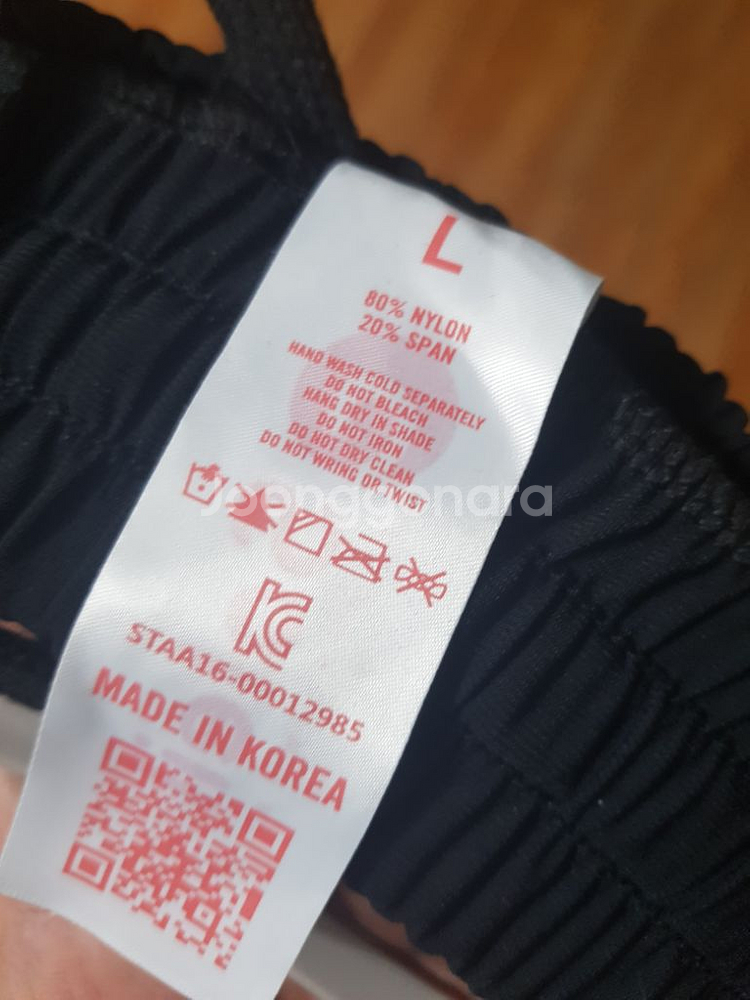 L
80% NYLON
20% SPAN
HAND WASH COLD SEPARATELY
DO NOT BLEACH
HANG DRY IN SHADE
DO NOT IRON
DO NOT DRY CLEAN
DO NOT WRING OR TWIST
joonggonara
STAA16-00012985
MADE IN KOREA